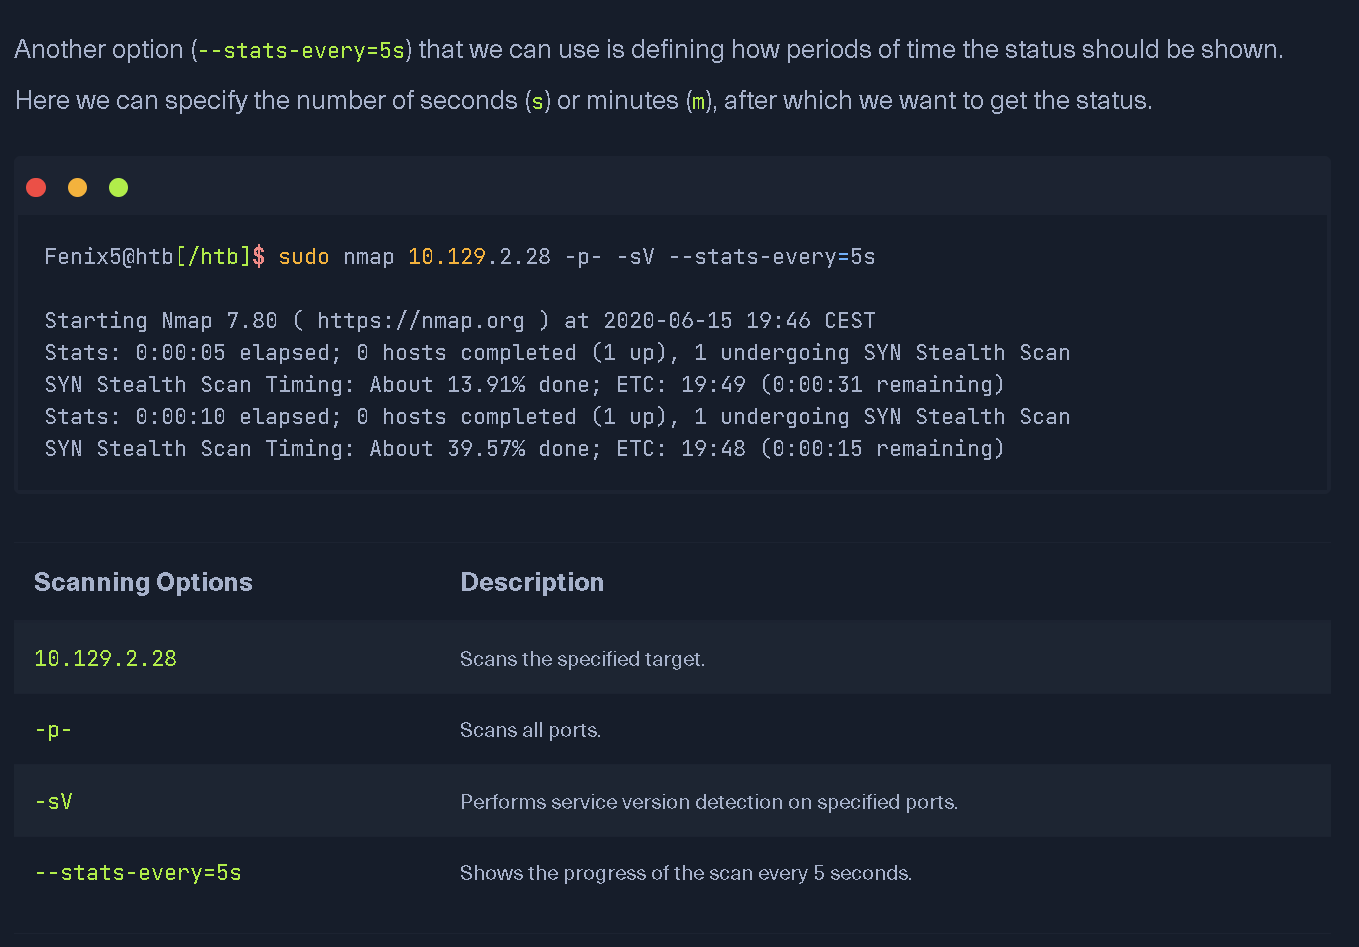 Another option (--stats-every=5s) that we can use is defining how periods of time the status should be shown.
Here we can specify the number of seconds (s) or minutes (m), after which we want to get the status.
Fenix5@htb[/htb]$ sudo nmap 10.129.2.28 -p- -sV --stats-every=5s
Starting Nmap 7.80 ( https://nmap.org ) at 2020-06-15 19:46 CEST
Stats: 0:00:05 elapsed; 0 hosts completed (1 up), 1 undergoing SYN Stealth Scan
SYN Stealth Scan Timing: About 13.91% done; ETC: 19:49 (0:00:31 remaining)
Stats: 0:00:10 elapsed; 0 hosts completed (1 up), 1 undergoing SYN Stealth Scan
SYN Stealth Scan Timing: About 39.57% done; ETC: 19:48 (0:00:15 remaining)
Scanning Options Description
10.129.2.28 Scans the specified target.
-p- Scans all ports.
-sV Performs service version detection on specified ports.
--stats-every=5s Shows the progress of the scan every 5 seconds.